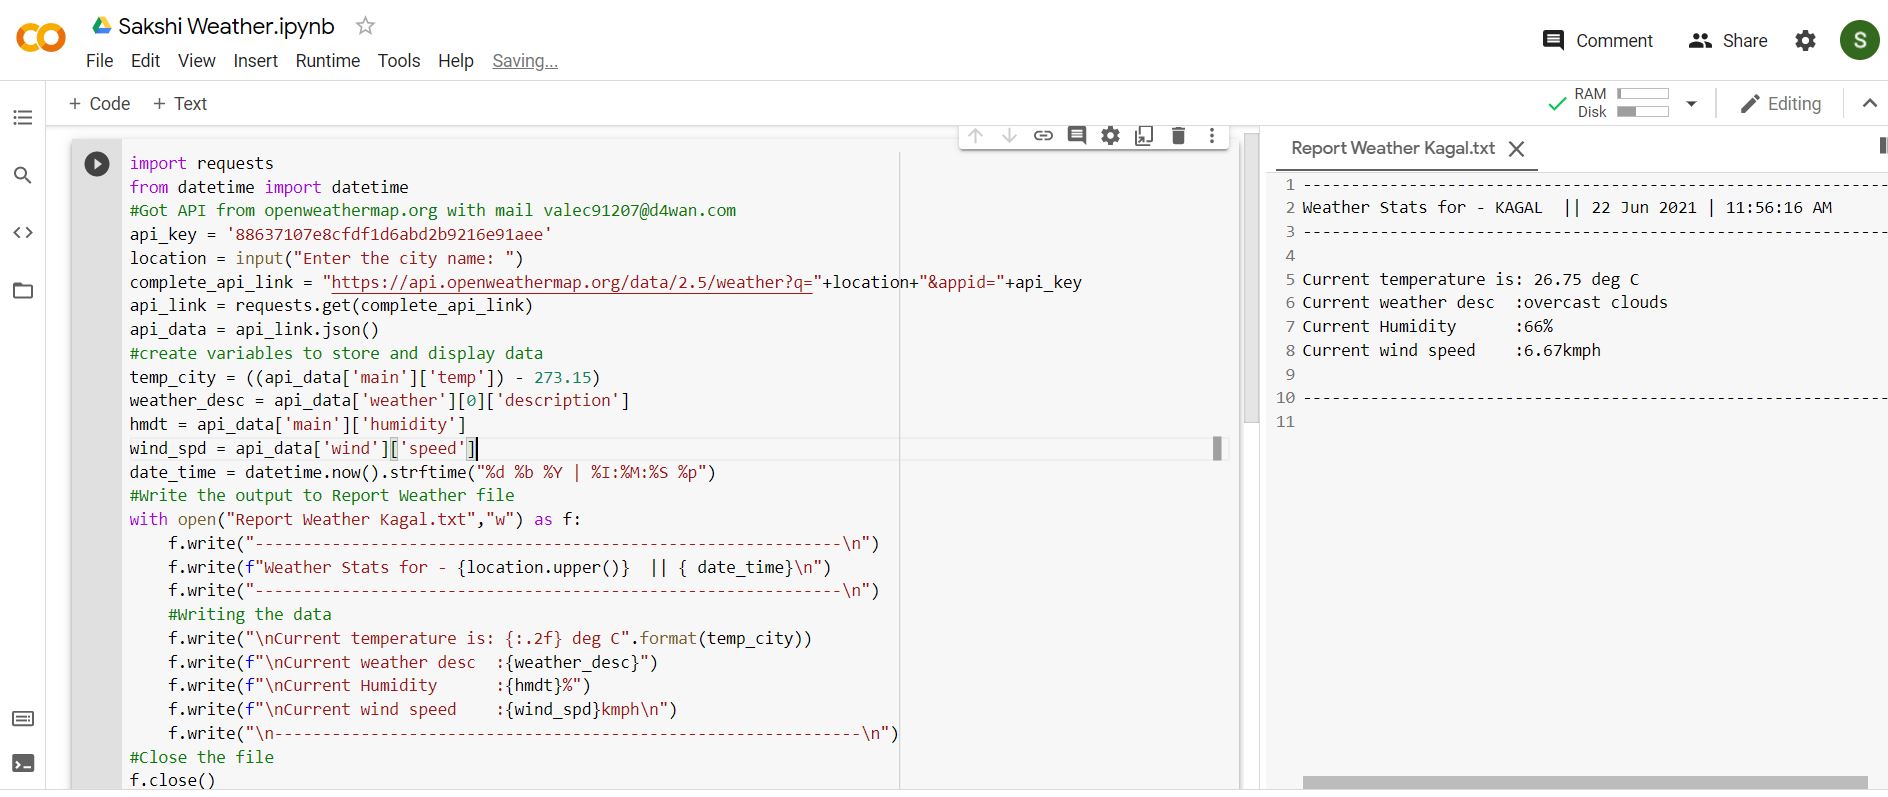 Sakshi Weather.ipynb
File Edit View Insert Runtime Tools Help Saving...
Comment Share S
+ Code + Text
RAM
Disk
Editing
import requests
from datetime import datetime
#Got API from openweathermap.org with mail valec91207@d4wan.com
api_key = '88637107e8cfdf1d6abd2b9216e91aee'
location = input("Enter the city name: ")
complete_api_link = "https://api.openweathermap.org/data/2.5/weather?q="+location+"&appid="+api_key
api_link = requests.get(complete_api_link)
api_data = api_link.json()
#create variables to store and display data
temp_city = ((api_data['main']['temp']) - 273.15)
weather_desc = api_data['weather'][0]['description']
hmdt = api_data['main']['humidity']
wind_spd = api_data['wind']['speed']
date_time = datetime.now().strftime("%d %b %Y | %I:%M:%S %p")
#Write the output to Report Weather file
with open("Report Weather Kagal.txt","w") as f:
    f.write("-------------------------------------------------------------\n")
    f.write(f"Weather Stats for - {location.upper()}  || { date_time}\n")
    f.write("-------------------------------------------------------------\n")
    #Writing the data
    f.write("\nCurrent temperature is: {:.2f} deg C".format(temp_city))
    f.write(f"\nCurrent weather desc  :{weather_desc}")
    f.write(f"\nCurrent Humidity      :{hmdt}%")
    f.write(f"\nCurrent wind speed    :{wind_spd}kmph\n")
    f.write("\n-------------------------------------------------------------\n")
#Close the file
f.close()
Report Weather Kagal.txt
1 -------------------------------------------------------------
2 Weather Stats for - KAGAL  || 22 Jun 2021 | 11:56:16 AM
3 -------------------------------------------------------------
4
5 Current temperature is: 26.75 deg C
6 Current weather desc  :overcast clouds
7 Current Humidity      :66%
8 Current wind speed    :6.67kmph
9
10 -------------------------------------------------------------
11